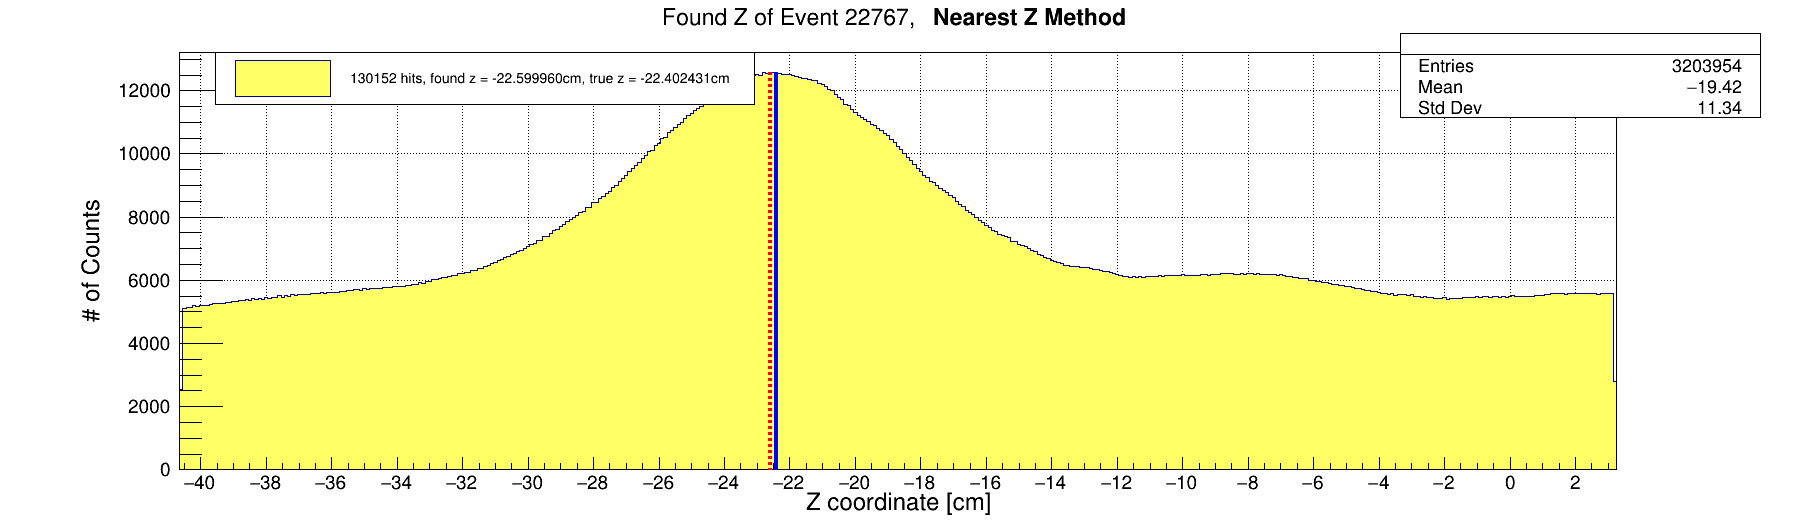 Found Z of Event 22767, Nearest Z Method
130152 hits, found z = -22.599960cm, true z = -22.402431cm
Entries 3203954
Mean −19.42
Std Dev 11.34
# of Counts
12000
10000
8000
6000
4000
2000
0
−40 −38 −36 −34 −32 −30 −28 −26 −24 −22 −20 −18 −16 −14 −12 −10 −8 −6 −4 −2 0 2
Z coordinate [cm]